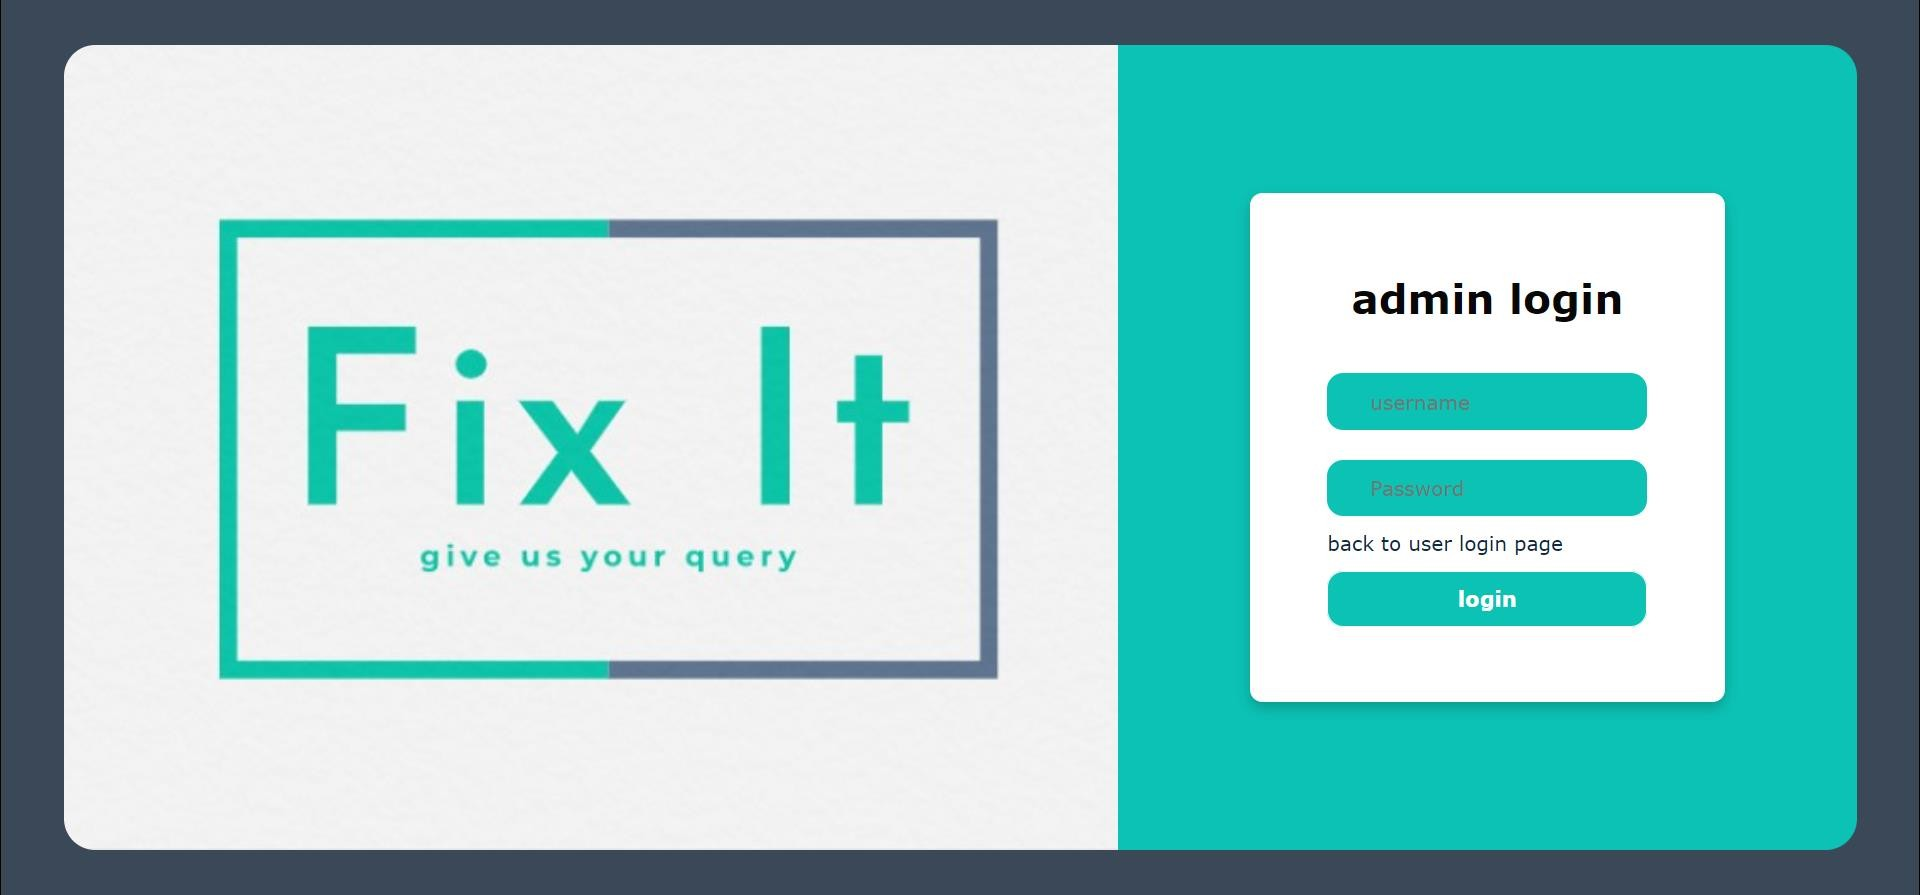 Fix It
give us your query
admin login
username
Password
back to user login page
login